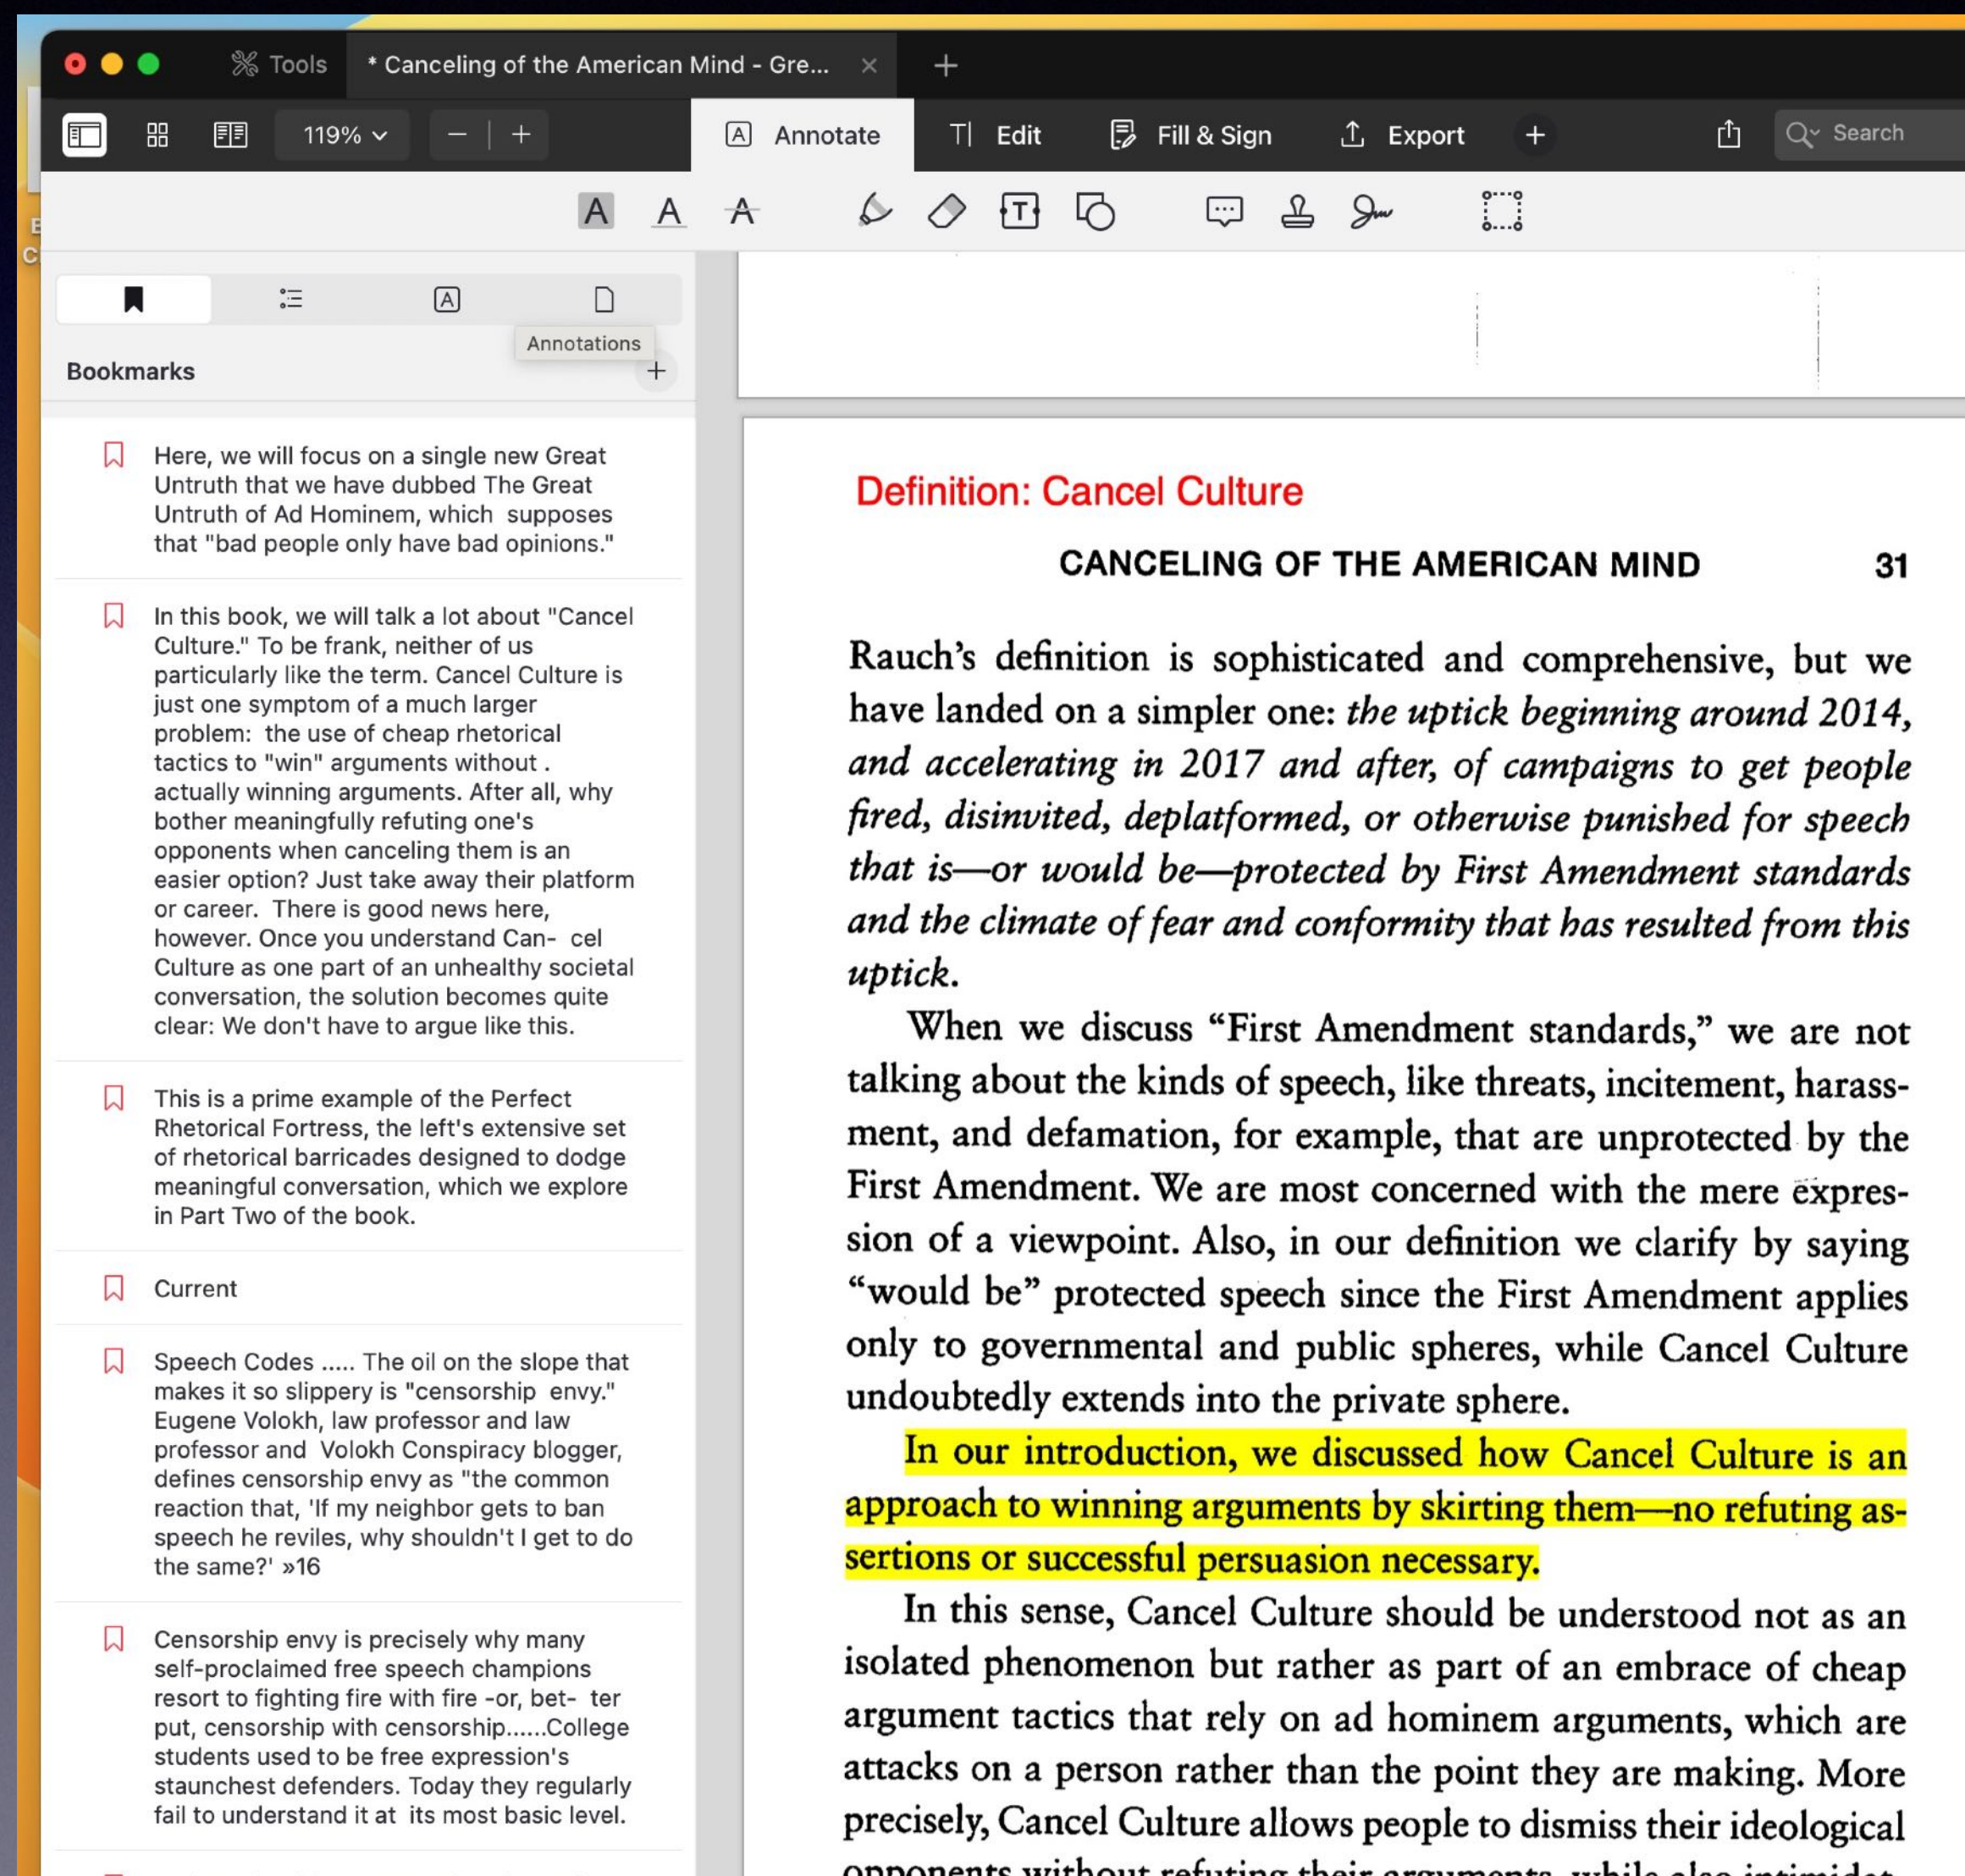 Tools
* Canceling of the American Mind - Gre...
119%
Annotate
Edit
Fill & Sign
Export
Search
Annotations
Bookmarks
Here, we will focus on a single new Great
Untruth that we have dubbed The Great
Untruth of Ad Hominem, which  supposes
that "bad people only have bad opinions."
In this book, we will talk a lot about "Cancel
Culture." To be frank, neither of us
particularly like the term. Cancel Culture is
just one symptom of a much larger
problem:  the use of cheap rhetorical
tactics to "win" arguments without .
actually winning arguments. After all, why
bother meaningfully refuting one's
opponents when canceling them is an
easier option? Just take away their platform
or career.  There is good news here,
however. Once you understand Can-  cel
Culture as one part of an unhealthy societal
conversation, the solution becomes quite
clear: We don't have to argue like this.
This is a prime example of the Perfect
Rhetorical Fortress, the left's extensive set
of rhetorical barricades designed to dodge
meaningful conversation, which we explore
in Part Two of the book.
Current
Speech Codes ..... The oil on the slope that
makes it so slippery is "censorship  envy."
Eugene Volokh, law professor and law
professor and  Volokh Conspiracy blogger,
defines censorship envy as "the common
reaction that, 'If my neighbor gets to ban
speech he reviles, why shouldn't I get to do
the same?' »16
Censorship envy is precisely why many
self-proclaimed free speech champions
resort to fighting fire with fire -or, bet-  ter
put, censorship with censorship......College
students used to be free expression's
staunchest defenders. Today they regularly
fail to understand it at  its most basic level.
Definition: Cancel Culture
CANCELING OF THE AMERICAN MIND 31
Rauch's definition is sophisticated and comprehensive, but we
have landed on a simpler one: the uptick beginning around 2014,
and accelerating in 2017 and after, of campaigns to get people
fired, disinvited, deplatformed, or otherwise punished for speech
that is—or would be—protected by First Amendment standards
and the climate of fear and conformity that has resulted from this
uptick.
When we discuss “First Amendment standards,” we are not
talking about the kinds of speech, like threats, incitement, harass-
ment, and defamation, for example, that are unprotected by the
First Amendment. We are most concerned with the mere expres-
sion of a viewpoint. Also, in our definition we clarify by saying
“would be” protected speech since the First Amendment applies
only to governmental and public spheres, while Cancel Culture
undoubtedly extends into the private sphere.
In our introduction, we discussed how Cancel Culture is an
approach to winning arguments by skirting them—no refuting as-
sertions or successful persuasion necessary.
In this sense, Cancel Culture should be understood not as an
isolated phenomenon but rather as part of an embrace of cheap
argument tactics that rely on ad hominem arguments, which are
attacks on a person rather than the point they are making. More
precisely, Cancel Culture allows people to dismiss their ideological
opponents without refuting their arguments, while also intimidat-